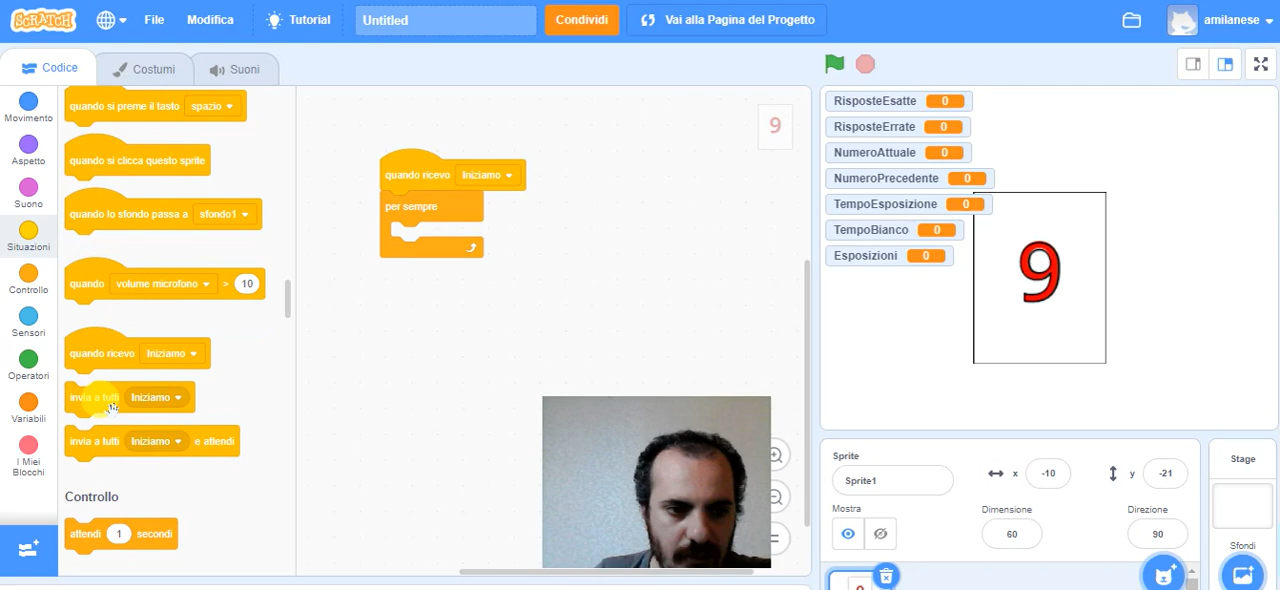 SCRATCH File Modifica Tutorial Untitled Condividi Vai alla Pagina del Progetto amilanese
Codice Costumi Suoni
Movimento
Aspetto
Suono
Situazioni
Controllo
Sensori
Operatori
Variabili
I Miei
Blocchi
quando si preme il tasto spazio
quando si clicca questo sprite
quando lo sfondo passa a sfondo1
quando volume microfono > 10
quando ricevo Iniziamo
invia a tutti Iniziamo
invia a tutti Iniziamo e attendi
Controllo
attendi 1 secondi
9
quando ricevo Iniziamo
per sempre
RisposteEsatte 0
RisposteErrate 0
NumeroAttuale 0
NumeroPrecedente 0
TempoEsposizione 0
TempoBianco 0
Esposizioni 0
9
Sprite
Sprite1
x -10
y -21
Mostra
Dimensione
60
Direzione
90
Stage
Sfondi